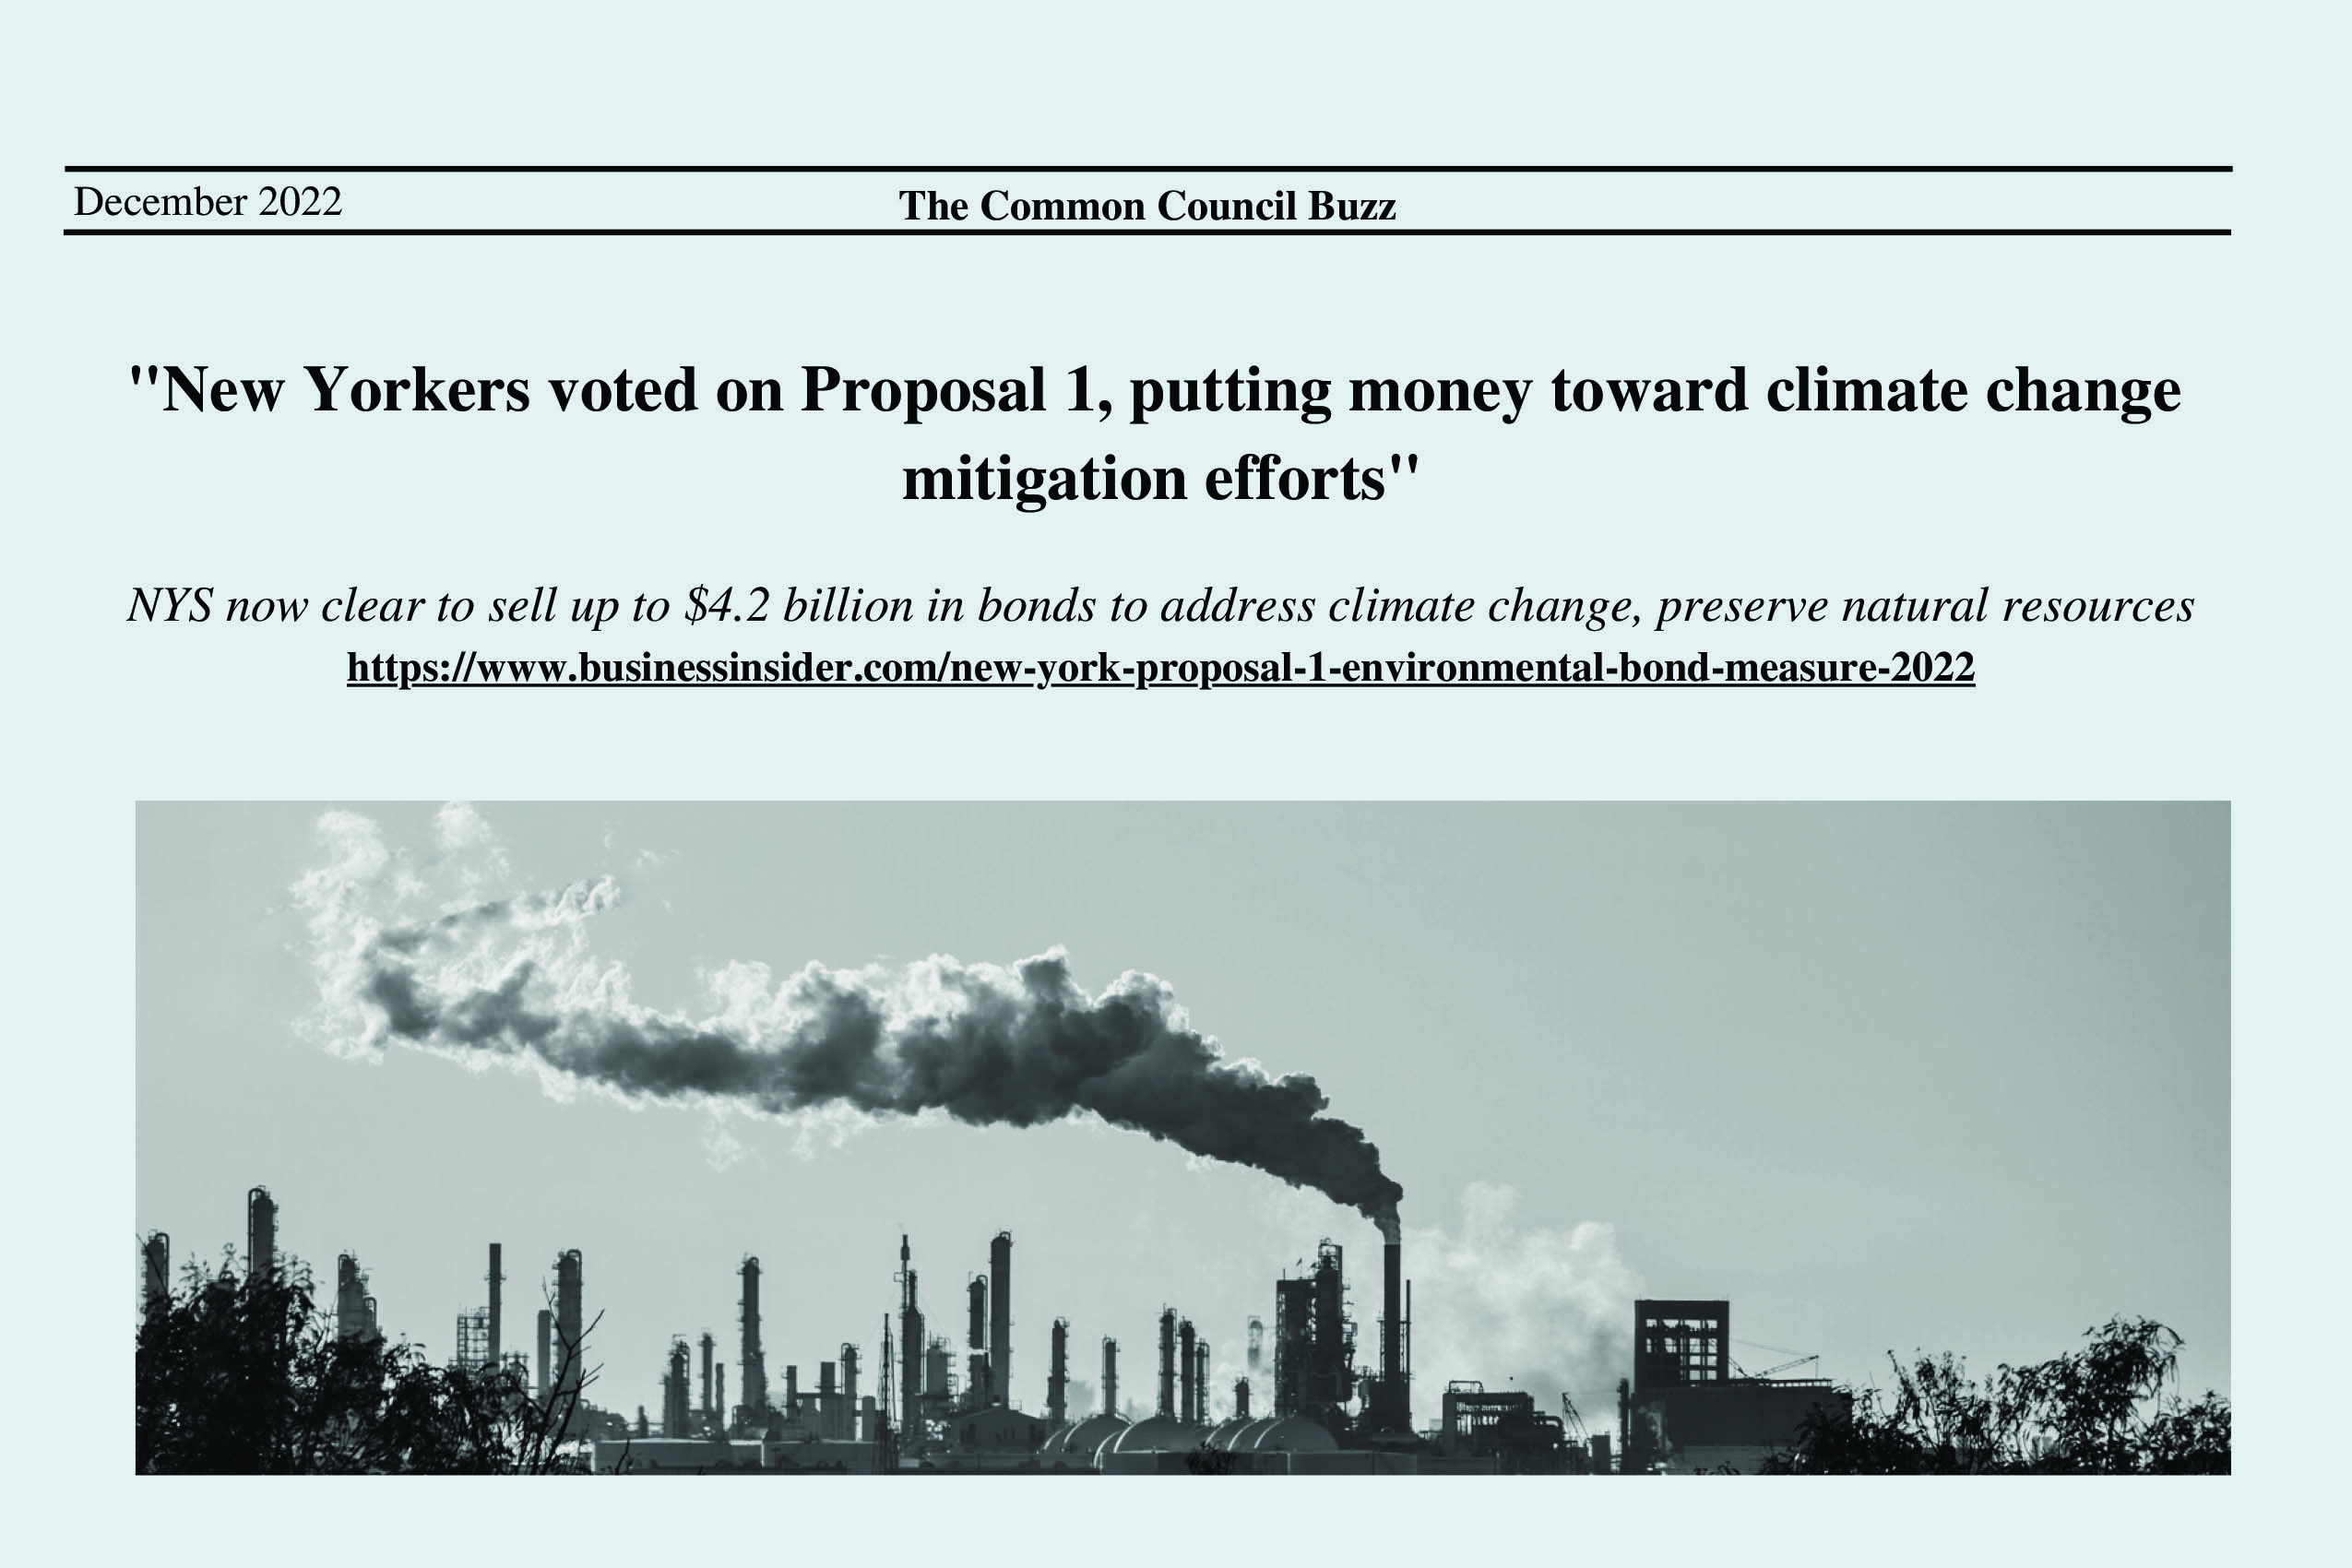 December 2022
The Common Council Buzz
"New Yorkers voted on Proposal 1, putting money toward climate change
mitigation efforts"
NYS now clear to sell up to $4.2 billion in bonds to address climate change, preserve natural resources
https://www.businessinsider.com/new-york-proposal-1-environmental-bond-measure-2022